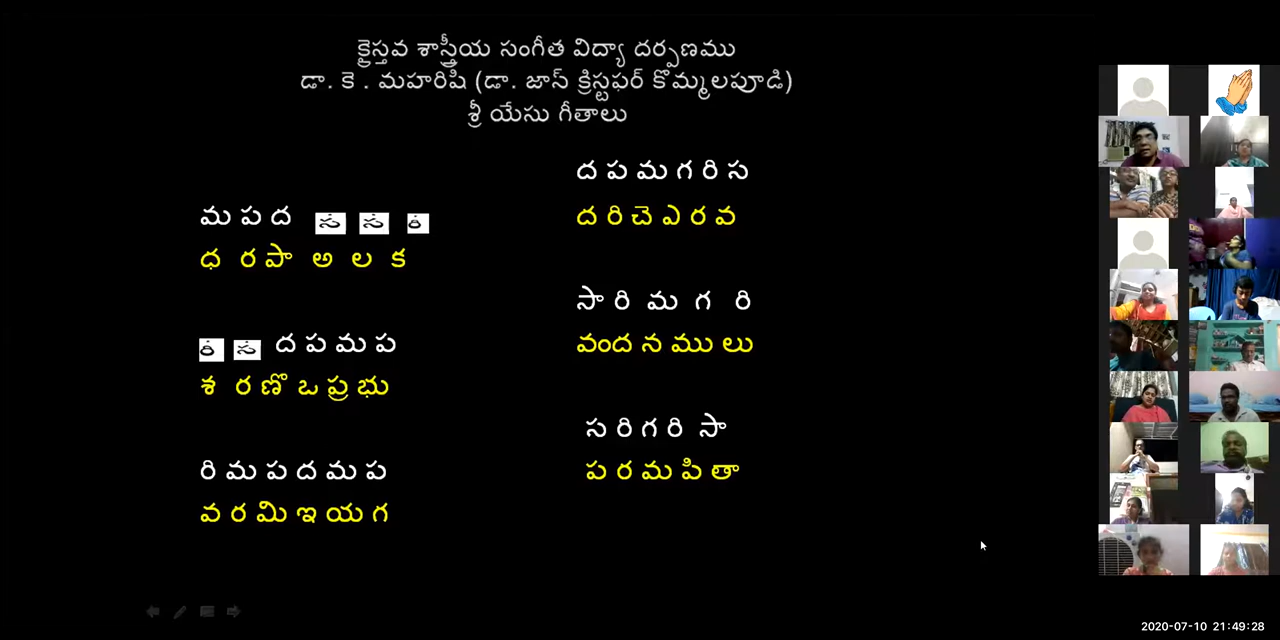 క్రైస్తవ శాస్త్రీయ సంగీత విద్యా దర్పణము
డా. కె . మహరిషి (డా. జాస్ క్రిస్టఫర్ కొమ్మలపూడి)
శ్రీ యేసు గీతాలు
మ ప ద స స రి
ధ ర పా అ ల క
రి స ద ప మ ప
శ ర ణొ ఒ ప్ర భు
రి మ ప ద మ ప
వ ర మి ఇ య గ
ద ప మ గ రి స
ద రి చె ఎ ర వ
సా రి మ గ రి
వంద న ము లు
స రి గ రి సా
ప ర మ పి తా
2020-07-10 21:49:28